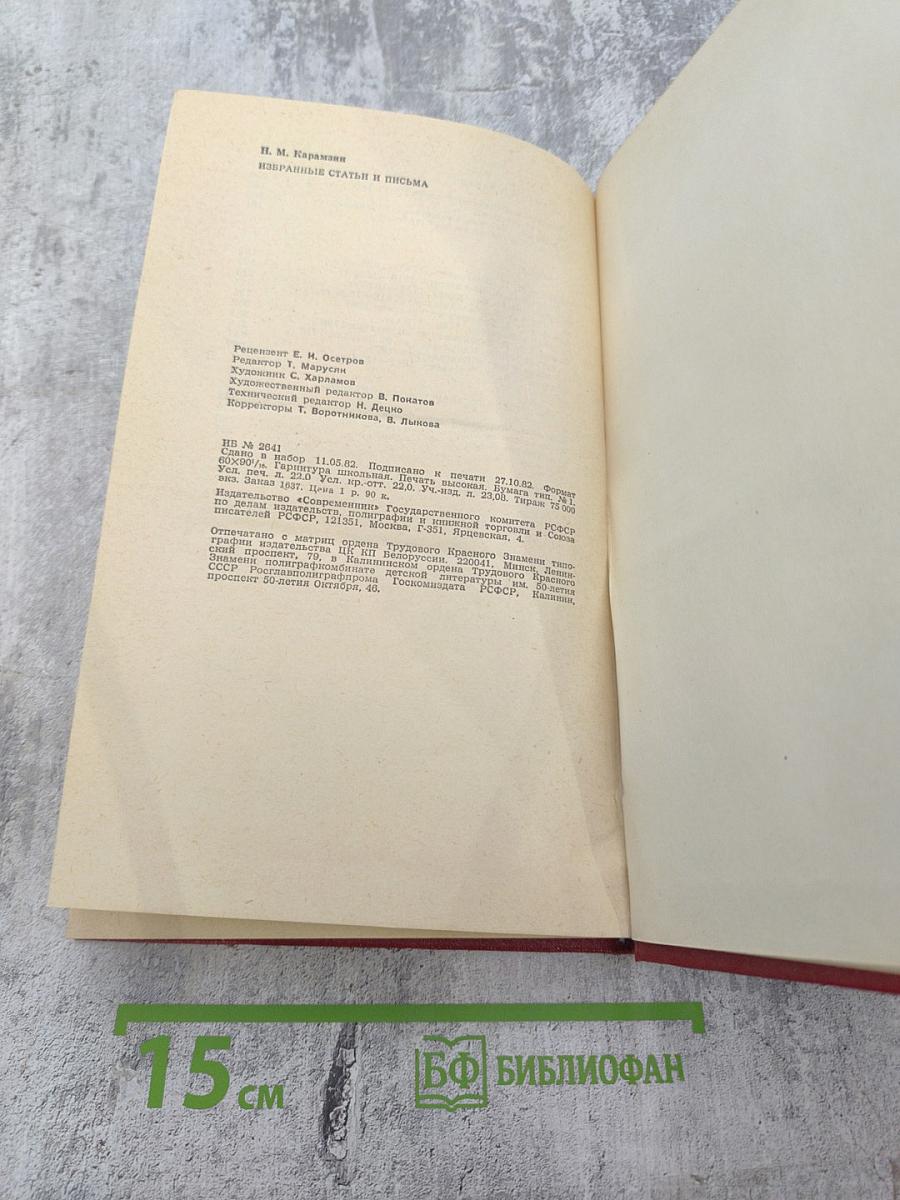 Н. М. Карамзин
ИЗБРАННЫЕ СТАТЬИ И ПИСЬМА
Рецензент Е. И. Осетров
Редактор Т. Марусяк
Художник С. Харламов
Художественный редактор В. Покатов
Технический редактор Н. Децко
Корректоры Т. Воротникова, В. Лыкова
ИБ № 2641
Сдано в набор 11.05.82. Подписано к печати 27.10.82. Формат
60×90¹/₁₆. Гарнитура школьная. Печать высокая. Бумага тип. №1.
Усл. печ. л. 22.0 Усл. кр.-отт. 22,0. Уч.-изд. л. 23,08. Тираж 75 000
экз. Заказ 1637. Цена 1 р. 90 к.
Издательство «Современник» Государственного комитета РСФСР
по делам издательств, полиграфии и книжной торговли и Союза
писателей РСФСР, 121351, Москва, Г-351, Ярцевская, 4.
Отпечатано с матриц ордена Трудового Красного Знамени типо-
графии издательства ЦК КП Белоруссии. 220041, Минск, Ленин-
ский проспект, 79, в Калининском ордена Трудового Красного
Знамени полиграфкомбинате детской литературы им. 50-летия
СССР Росглавполиграфпрома Госкомиздата РСФСР, Калинин,
проспект 50-летия Октября, 46.
15 см
БФ БИБЛИОФАН